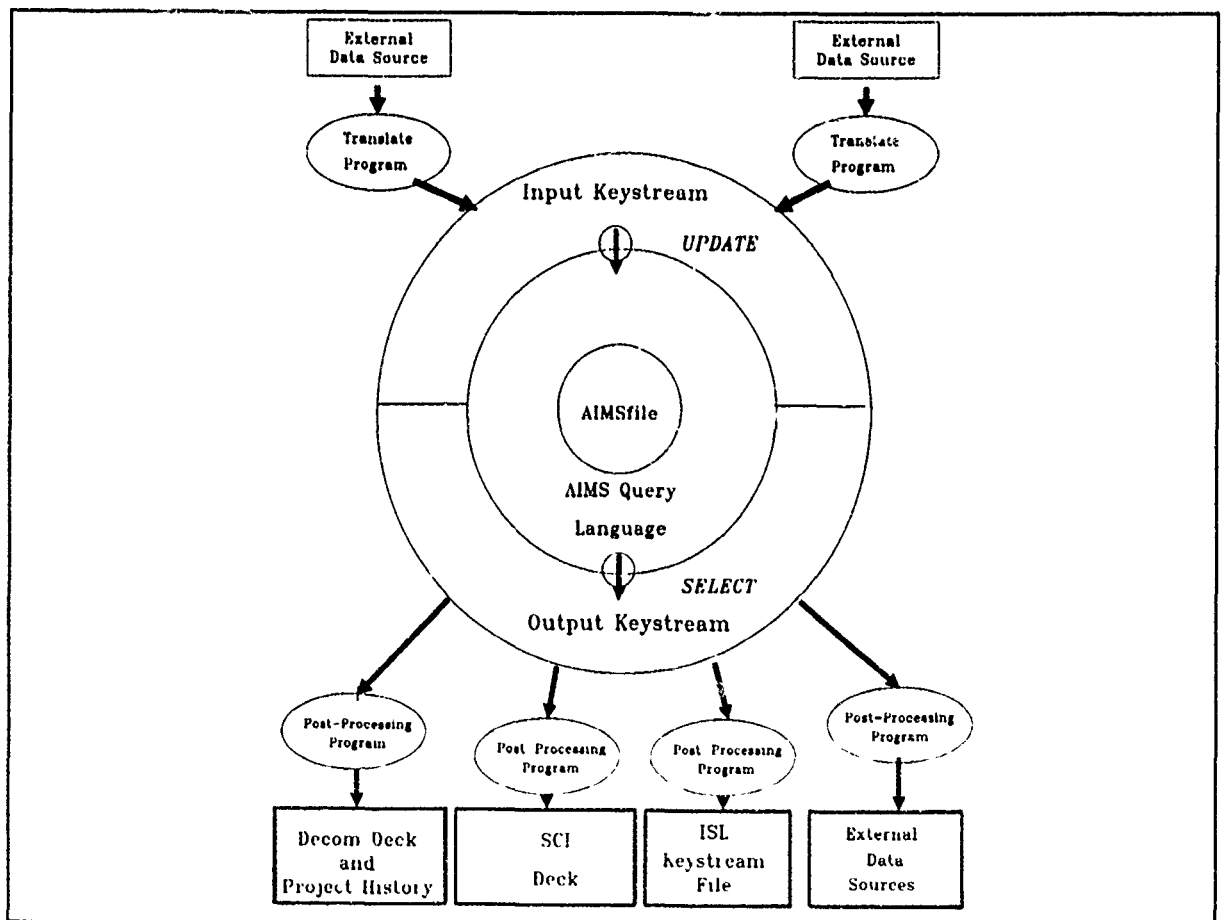 External
Data Source
External
Data Source
Translate
Program
Translate
Program
Input Keystream
UPDATE
AIMSfile
AIMS Query
Language
SELECT
Output Keystream
Post-Processing
Program
Post Processing
Program
Post Processing
Program
Post-Processing
Program
Decom Deck
and
Project History
SCI
Deck
ISL
Keystream
File
External
Data
Sources